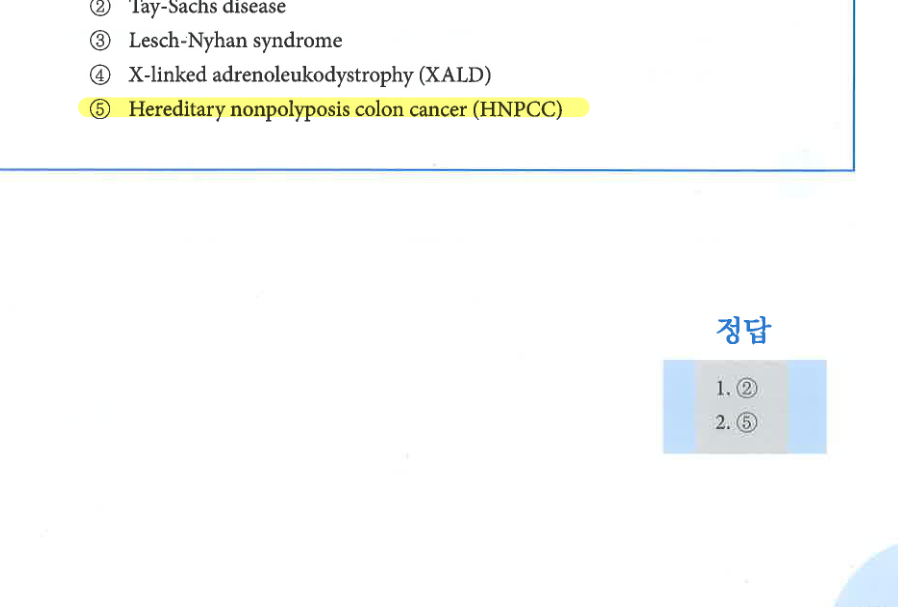 ② Tay-Sachs disease
③ Lesch-Nyhan syndrome
④ X-linked adrenoleukodystrophy (XALD)
⑤ Hereditary nonpolyposis colon cancer (HNPCC)
정답
1. ②
2. ⑤